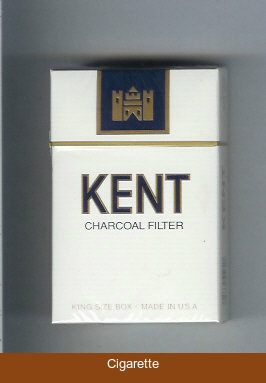 KENT
CHARCOAL FILTER
KING SIZE BOX · MADE IN U.S.A.
Cigarette